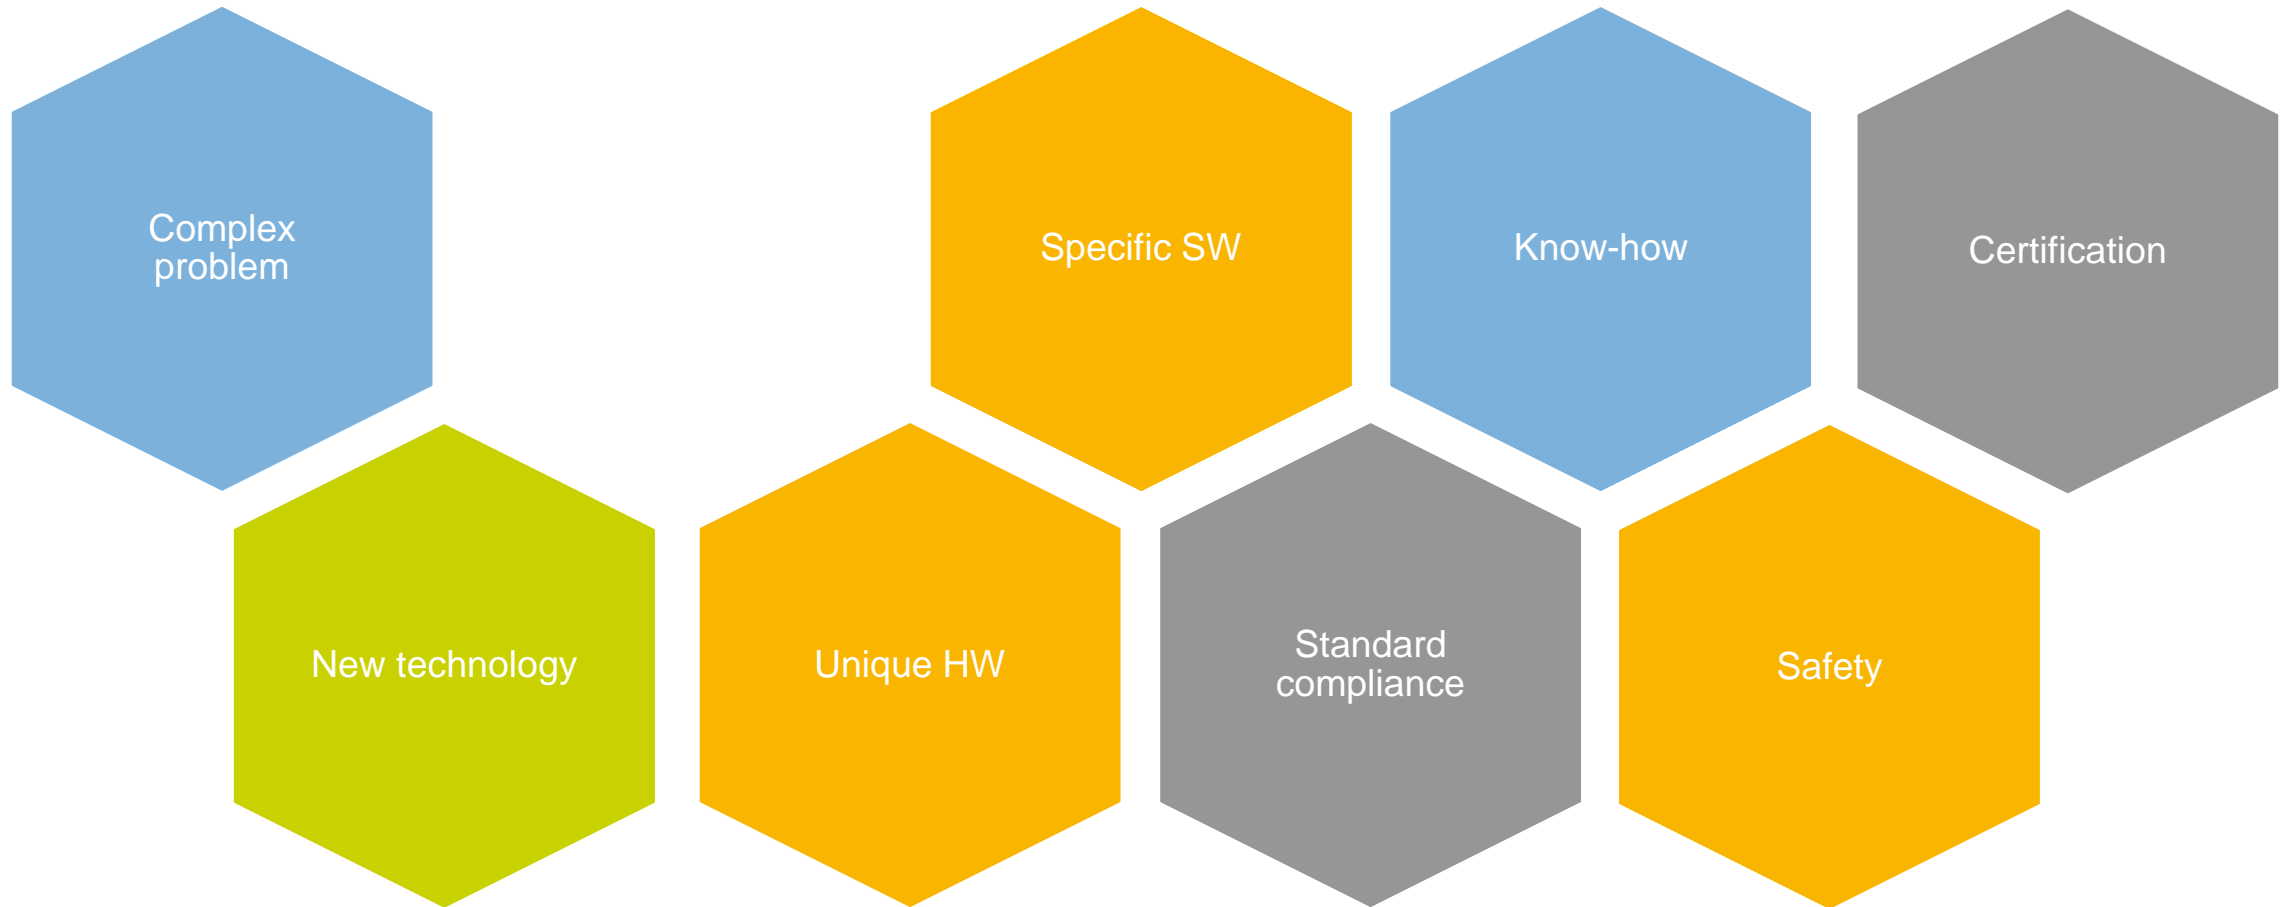 Complex
problem
Specific SW
Know-how
Certification
New technology
Unique HW
Standard
compliance
Safety